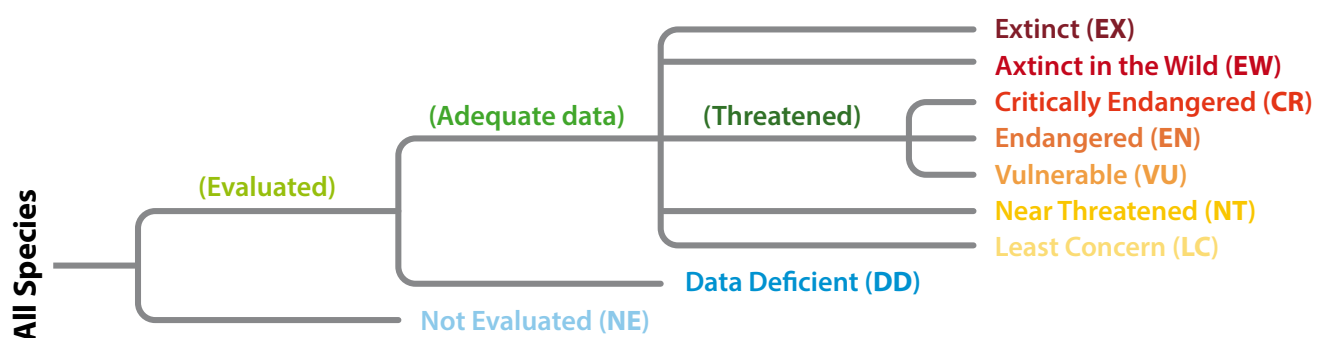 Extinct (EX)
Axtinct in the Wild (EW)
(Adequate data)
(Threatened)
Critically Endangered (CR)
Endangered (EN)
Vulnerable (VU)
(Evaluated)
Near Threatened (NT)
Least Concern (LC)
All Species
Data Deficient (DD)
Not Evaluated (NE)